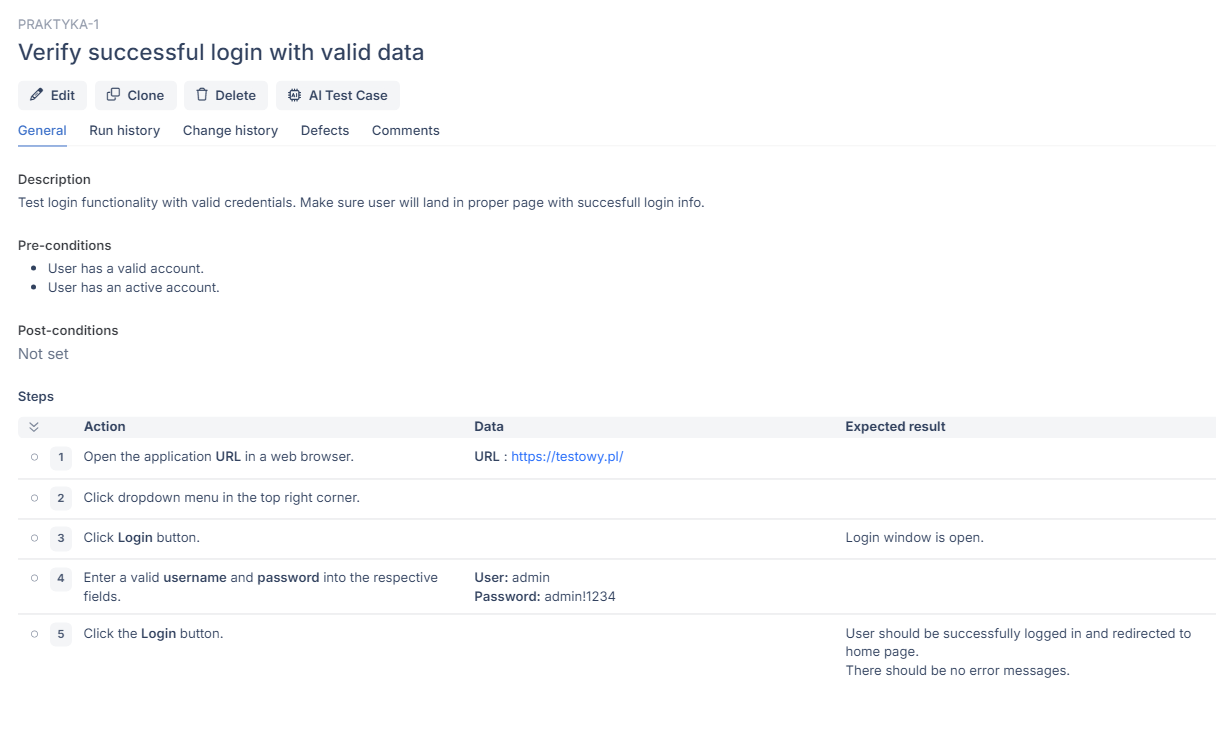 PRAKTYKA-1
Verify successful login with valid data
Edit Clone Delete AI Test Case
General Run history Change history Defects Comments
Description
Test login functionality with valid credentials. Make sure user will land in proper page with succesfull login info.
Pre-conditions
User has a valid account.
User has an active account.
Post-conditions
Not set
Steps
Action Data Expected result
1 Open the application URL in a web browser. URL : https://testowy.pl/
2 Click dropdown menu in the top right corner.
3 Click Login button. Login window is open.
4 Enter a valid username and password into the respective User: admin
fields. Password: admin!1234
5 Click the Login button. User should be successfully logged in and redirected to
home page.
There should be no error messages.